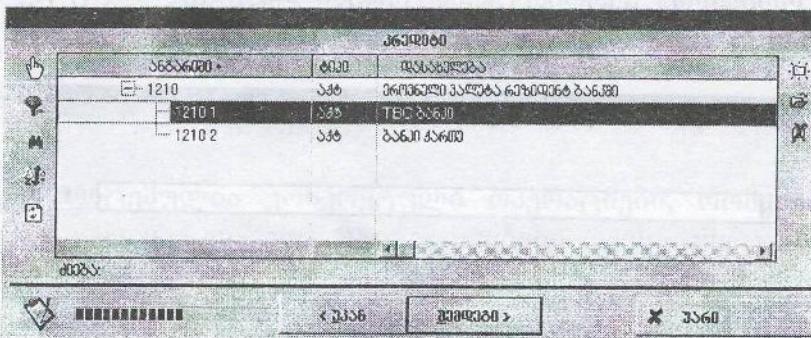 კრედიტი
ანგარიში ტიპი დასახელება
1210 აქტ ეროვნული ვალუტა რეზიდენტ ბანკში
1210 1 აქტ TBC ბანკი
1210 2 აქტ ბანკი ქართუ
ძიება:
< უკან შემდეგი > უარი